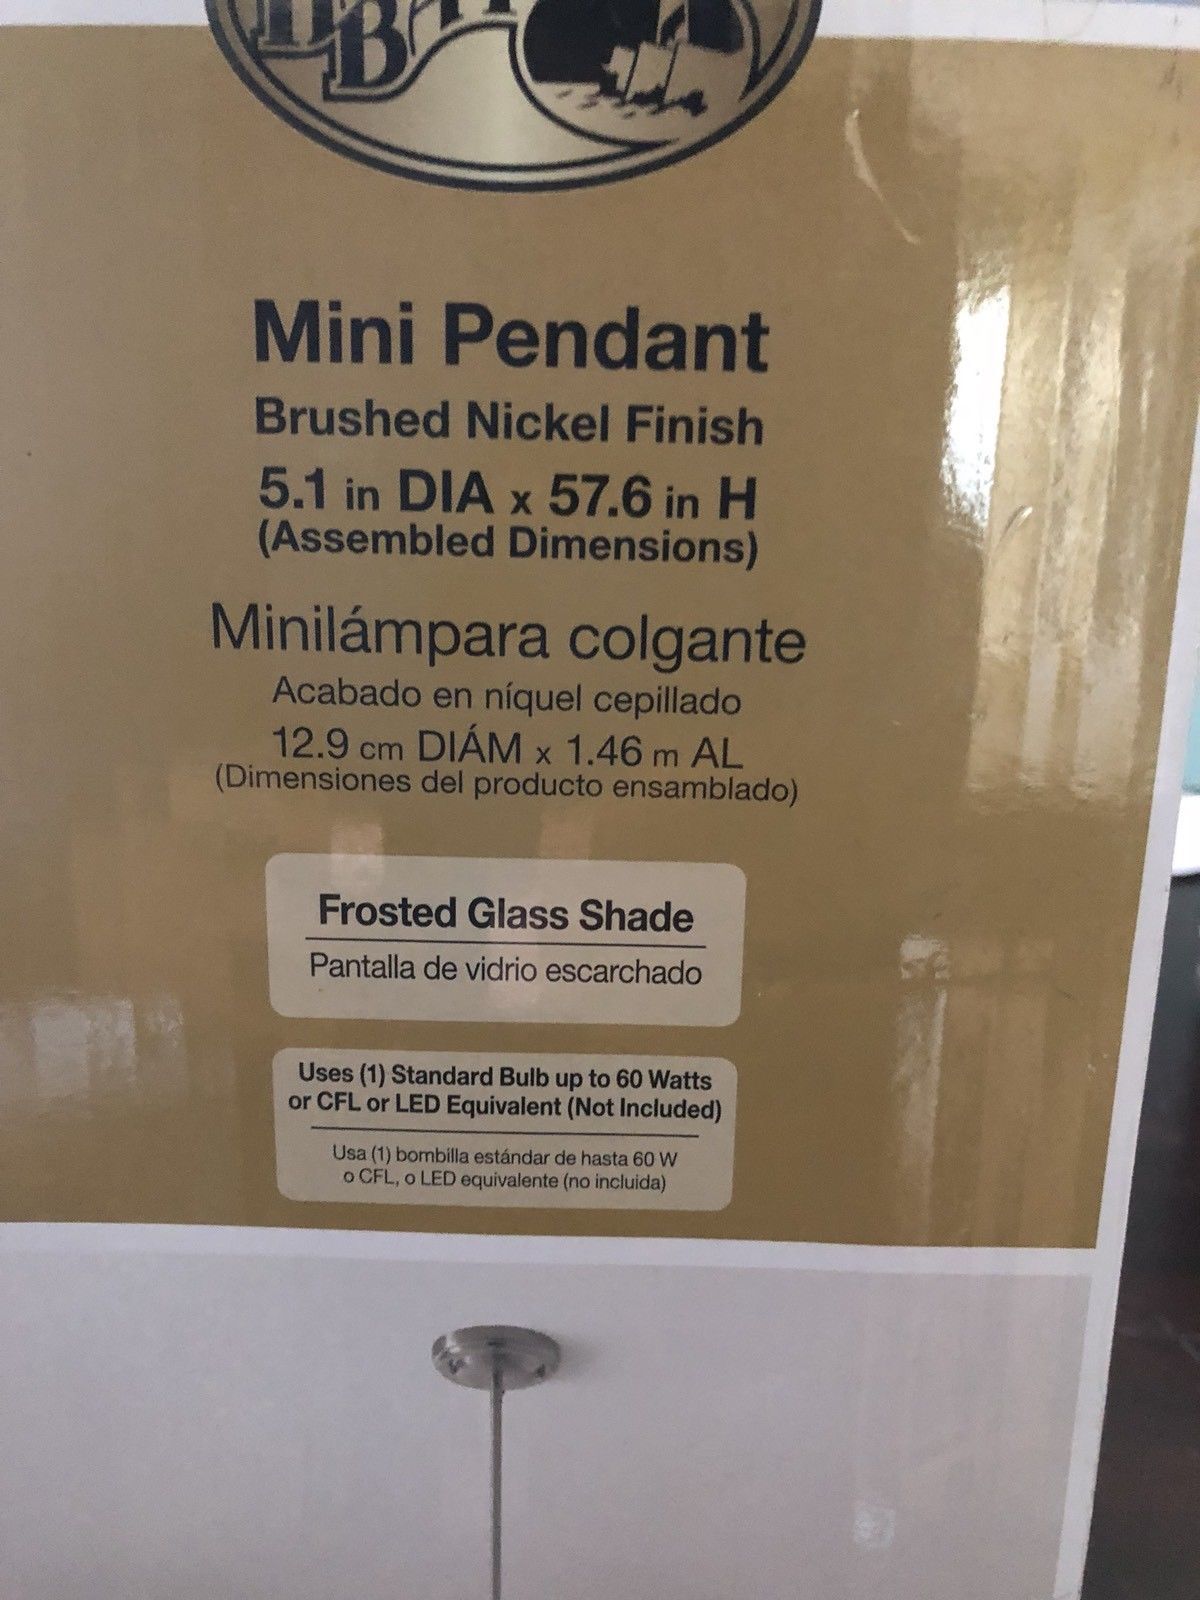 Mini Pendant
Brushed Nickel Finish
5.1 in DIA x 57.6 in H
(Assembled Dimensions)
Minilámpara colgante
Acabado en níquel cepillado
12.9 cm DIÁM x 1.46 m AL
(Dimensiones del producto ensamblado)
Frosted Glass Shade
Pantalla de vidrio escarchado
Uses (1) Standard Bulb up to 60 Watts
or CFL or LED Equivalent (Not Included)
Usa (1) bombilla estándar de hasta 60 W
o CFL, o LED equivalente (no incluida)